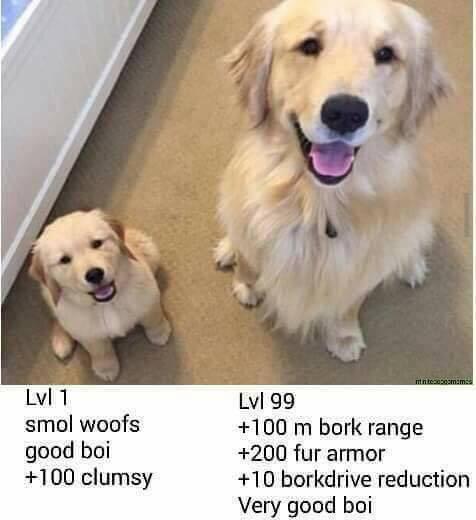 infinitedoggomemes
Lvl 1
smol woofs
good boi
+100 clumsy
Lvl 99
+100 m bork range
+200 fur armor
+10 borkdrive reduction
Very good boi